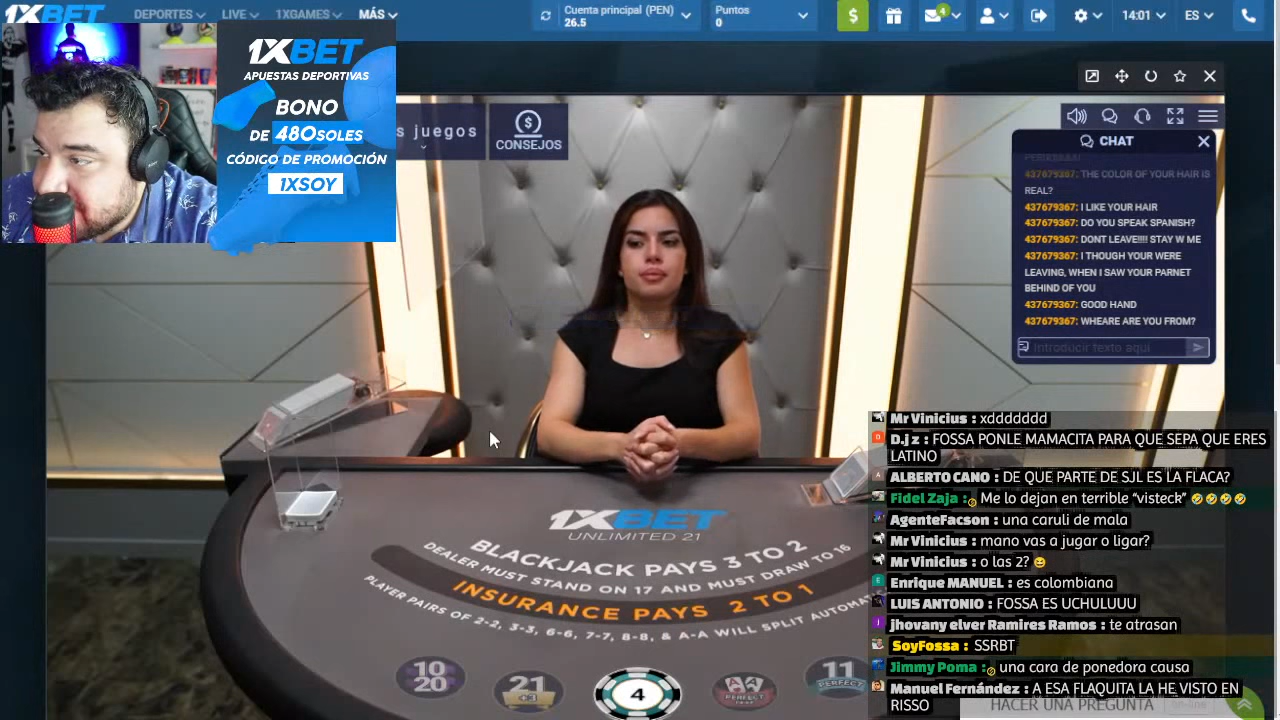 1XBET
DEPORTES
LIVE
1XGAMES
MÁS
Cuenta principal (PEN)
26.5
Puntos
0
$
4
14:01
ES
1XBET
APUESTAS DEPORTIVAS
BONO
DE 480SOLES
CÓDIGO DE PROMOCIÓN
1XSOY
s juegos
CONSEJOS
CHAT
437679367: THE COLOR OF YOUR HAIR IS
REAL?
437679367: I LIKE YOUR HAIR
437679367: DO YOU SPEAK SPANISH?
437679367: DONT LEAVE!!!! STAY W ME
437679367: I THOUGH YOUR WERE
LEAVING, WHEN I SAW YOUR PARNET
BEHIND OF YOU
437679367: GOOD HAND
437679367: WHEARE ARE YOU FROM?
Introducir texto aquí
Mr Vinicius : xddddddd
D.j z : FOSSA PONLE MAMACITA PARA QUE SEPA QUE ERES
LATINO
ALBERTO CANO : DE QUE PARTE DE SJL ES LA FLACA?
Fidel Zaja : Me lo dejan en terrible “visteck” 🤣🤣🤣🤣
AgenteFacson : una caruli de mala
Mr Vinicius : mano vas a jugar o ligar?
Mr Vinicius : o las 2? 😆
Enrique MANUEL : es colombiana
LUIS ANTONIO : FOSSA ES UCHULUUU
jhovany elver Ramires Ramos : te atrasan
SoyFossa : SSRBT
Jimmy Poma : una cara de ponedora causa
Manuel Fernández : A ESA FLAQUITA LA HE VISTO EN
RISSO
HACER UNA PREGUNTA
1XBET
UNLIMITED 21
BLACKJACK PAYS 3 TO 2
DEALER MUST STAND ON 17 AND MUST DRAW TO 16
INSURANCE PAYS 2 TO 1
PLAYER PAIRS OF 2-2, 3-3, 6-6, 7-7, 8-8, & A-A WILL SPLIT AUTOMAT
10
20
21
+3
4
PERFECT
11
PERFECT